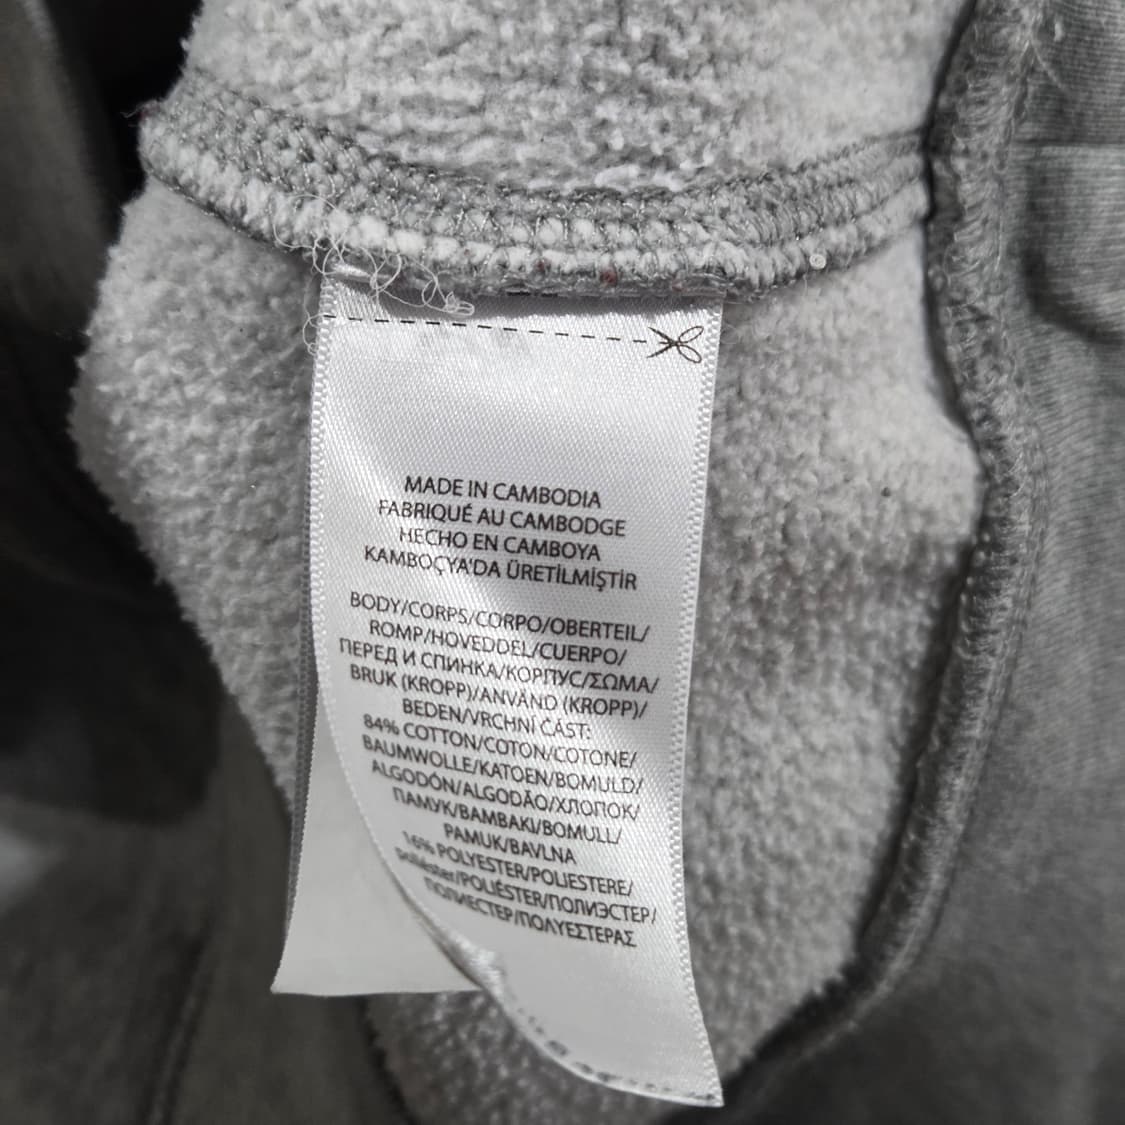 MADE IN CAMBODIA
FABRIQUÉ AU CAMBODGE
HECHO EN CAMBOYA
KAMBOÇYA'DA ÜRETİLMİŞTİR
BODY/CORPS/CORPO/OBERTEIL/
ROMP/HOVEDDEL/CUERPO/
ПЕРЕД И СПИНКА/КОРПУС/ΣΩΜΑ/
BRUK (KROPP)/ANVÄND (KROPP)/
BEDEN/VRCHNÍ ČÁST:
84% COTTON/COTON/COTONE/
BAUMWOLLE/KATOEN/BOMULD/
ALGODÓN/ALGODÃO/ХЛОПОК/
ПАМУК/ΒΑΜΒΑΚΙ/BOMULL/
PAMUK/BAVLNA
16% POLYESTER/POLIESTERE/
poliéster/POLIÉSTER/ПОЛИЭСТЕР/
ПОЛИЕСТЕР/ΠΟΛΥΕΣΤΕΡΑΣ